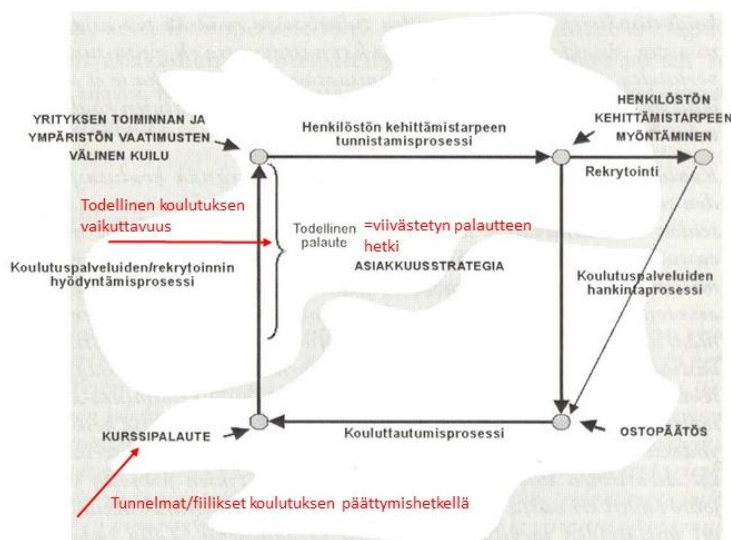 YRITYKSEN TOIMINNAN JA
YMPÄRISTÖN VAATIMUSTEN
VÄLINEN KUILU
Henkilöstön kehittämistarpeen
tunnistamisprosessi
HENKILÖSTÖN
KEHITTÄMISTARPEEN
MYÖNTÄMINEN
Rekrytointi
Todellinen koulutuksen
vaikuttavuus
Todellinen
palaute
=viivästetyn palautteen
hetki
ASIAKKUUSSTRATEGIA
Koulutuspalveluiden/rekrytoinnin
hyödyntämisprosessi
Koulutuspalveluiden
hankintaprosessi
KURSSIPALAUTE
Kouluttautumisprosessi
OSTOPÄÄTÖS
Tunnelmat/fiilikset koulutuksen päättymishetkellä